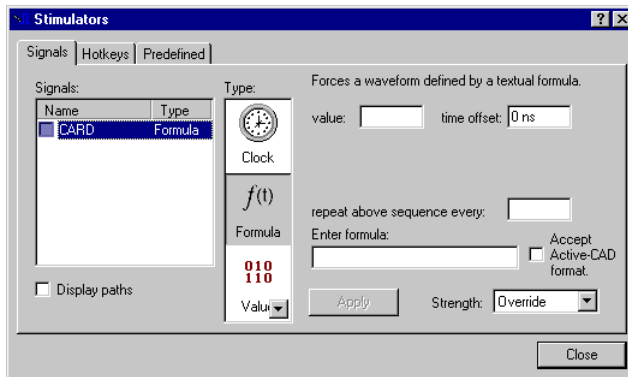 Stimulators
Signals Hotkeys Predefined
Signals:
Name Type
CARD Formula
Display paths
Type:
Clock
f(t)
Formula
010
110
Forces a waveform defined by a textual formula.
value: time offset: 0 ns
repeat above sequence every:
Enter formula:
Accept
Active-CAD
format.
Apply Strength: Override
Close